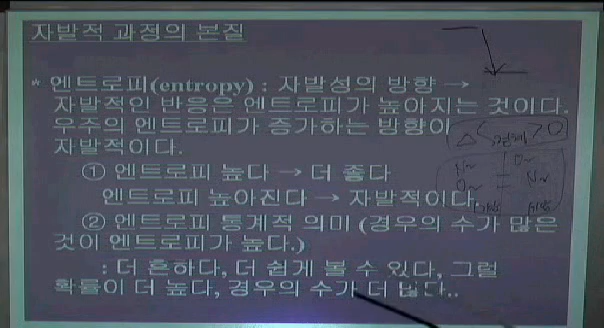 자발적 과정의 본질
* 엔트로피(entropy) : 자발성의 방향 →
자발적인 반응은 엔트로피가 높아지는 것이다.
우주의 엔트로피가 증가하는 방향이
자발적이다.
△S전체>0
① 엔트로피 높다 → 더 좋다
엔트로피 높아진다 → 자발적이다.
② 엔트로피 통계적 의미 (경우의 수가 많은
것이 엔트로피가 높다.)
: 더 흔하다, 더 쉽게 볼 수 있다, 그럴
확률이 더 높다, 경우의 수가 더 많다..